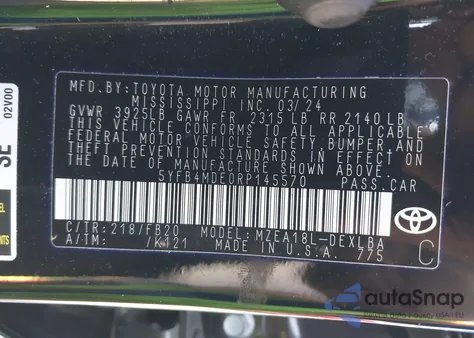 MFD.BY:TOYOTA MOTOR MANUFACTURING
MISSISSIPPI INC. 03/24
GVWR 3925LB GAWR FR 2315 LB RR 2140 LB
THIS VEHICLE CONFORMS TO ALL APPLICABLE
FEDERAL MOTOR VEHICLE SAFETY, BUMPER, AND
THEFT PREVENTION STANDARDS IN EFFECT ON
THE DATE OF MANUFACTURE SHOWN ABOVE.
5YFB4MDE0RP145570 PASS.CAR
C/TR:218/FB20 MODEL:MZEA18L-DEXLBA
A/TM: /K121 MADE IN U.S.A. 775
TOYOTA
C
SE
02V00
autoSnap